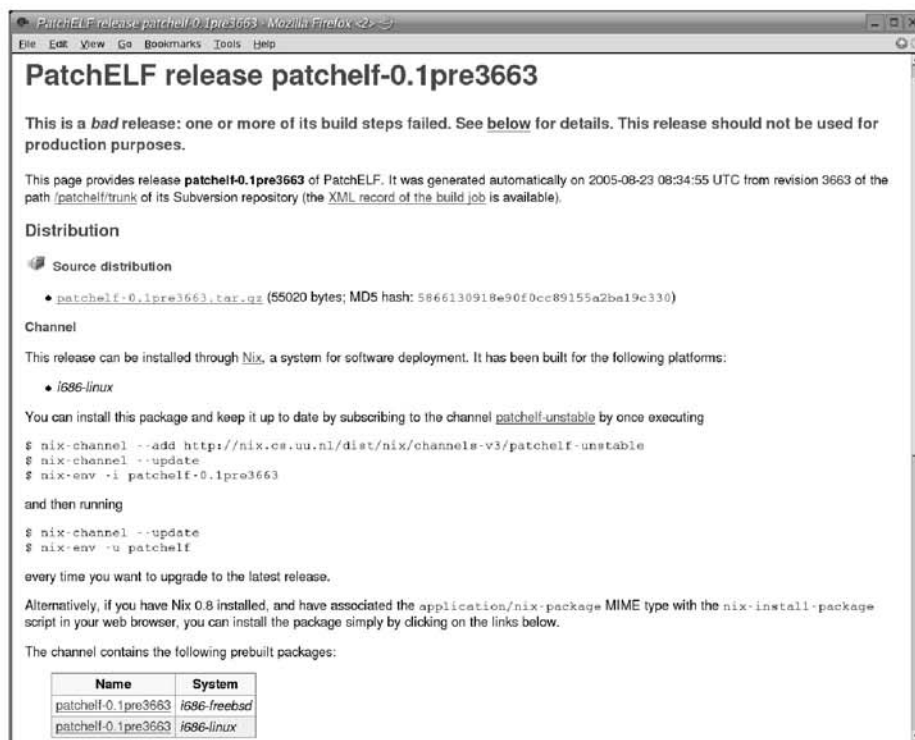 PatchELF release patchelf-0.1pre3663 - Mozilla Firefox <2>
File Edit View Go Bookmarks Tools Help
PatchELF release patchelf-0.1pre3663
This is a bad release: one or more of its build steps failed. See below for details. This release should not be used for
production purposes.
This page provides release patchelf-0.1pre3663 of PatchELF. It was generated automatically on 2005-08-23 08:34:55 UTC from revision 3663 of the
path /patchelf/trunk of its Subversion repository (the XML record of the build job is available).
Distribution
Source distribution
patchelf-0.1pre3663.tar.gz (55020 bytes; MD5 hash: 5866130918e90f0cc89155a2ba19c330)
Channel
This release can be installed through Nix, a system for software deployment. It has been built for the following platforms:
i686-linux
You can install this package and keep it up to date by subscribing to the channel patchelf-unstable by once executing
$ nix-channel --add http://nix.cs.uu.nl/dist/nix/channels-v3/patchelf-unstable
$ nix-channel --update
$ nix-env -i patchelf-0.1pre3663
and then running
$ nix-channel --update
$ nix-env -u patchelf
every time you want to upgrade to the latest release.
Alternatively, if you have Nix 0.8 installed, and have associated the application/nix-package MIME type with the nix-install-package
script in your web browser, you can install the package simply by clicking on the links below.
The channel contains the following prebuilt packages:
Name System
patchelf-0.1pre3663 i686-freebsd
patchelf-0.1pre3663 i686-linux